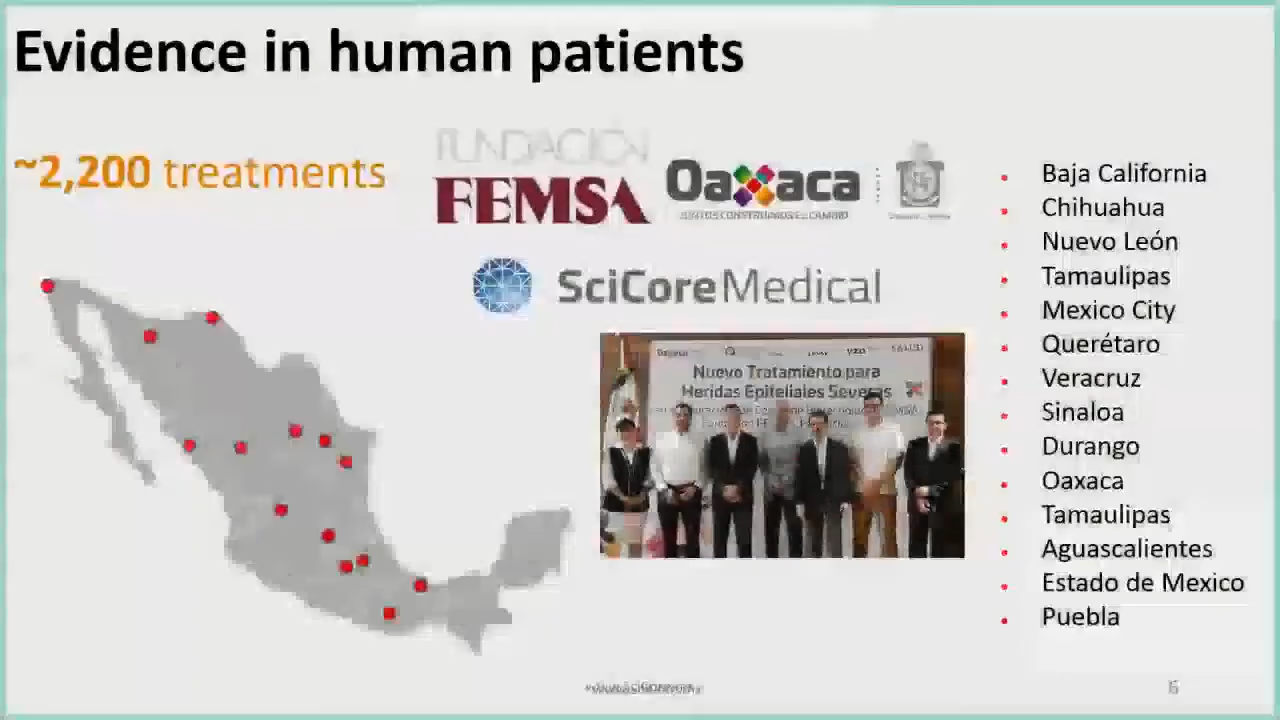 Evidence in human patients
~2,200 treatments
FUNDACIÓN
FEMSA
Oaxaca
JUNTOS CONSTRUIMOS EL CAMBIO
SciCoreMedical
Nuevo Tratamiento para
Heridas Epiteliales Severas
Baja California
Chihuahua
Nuevo León
Tamaulipas
Mexico City
Querétaro
Veracruz
Sinaloa
Durango
Oaxaca
Tamaulipas
Aguascalientes
Estado de Mexico
Puebla
6